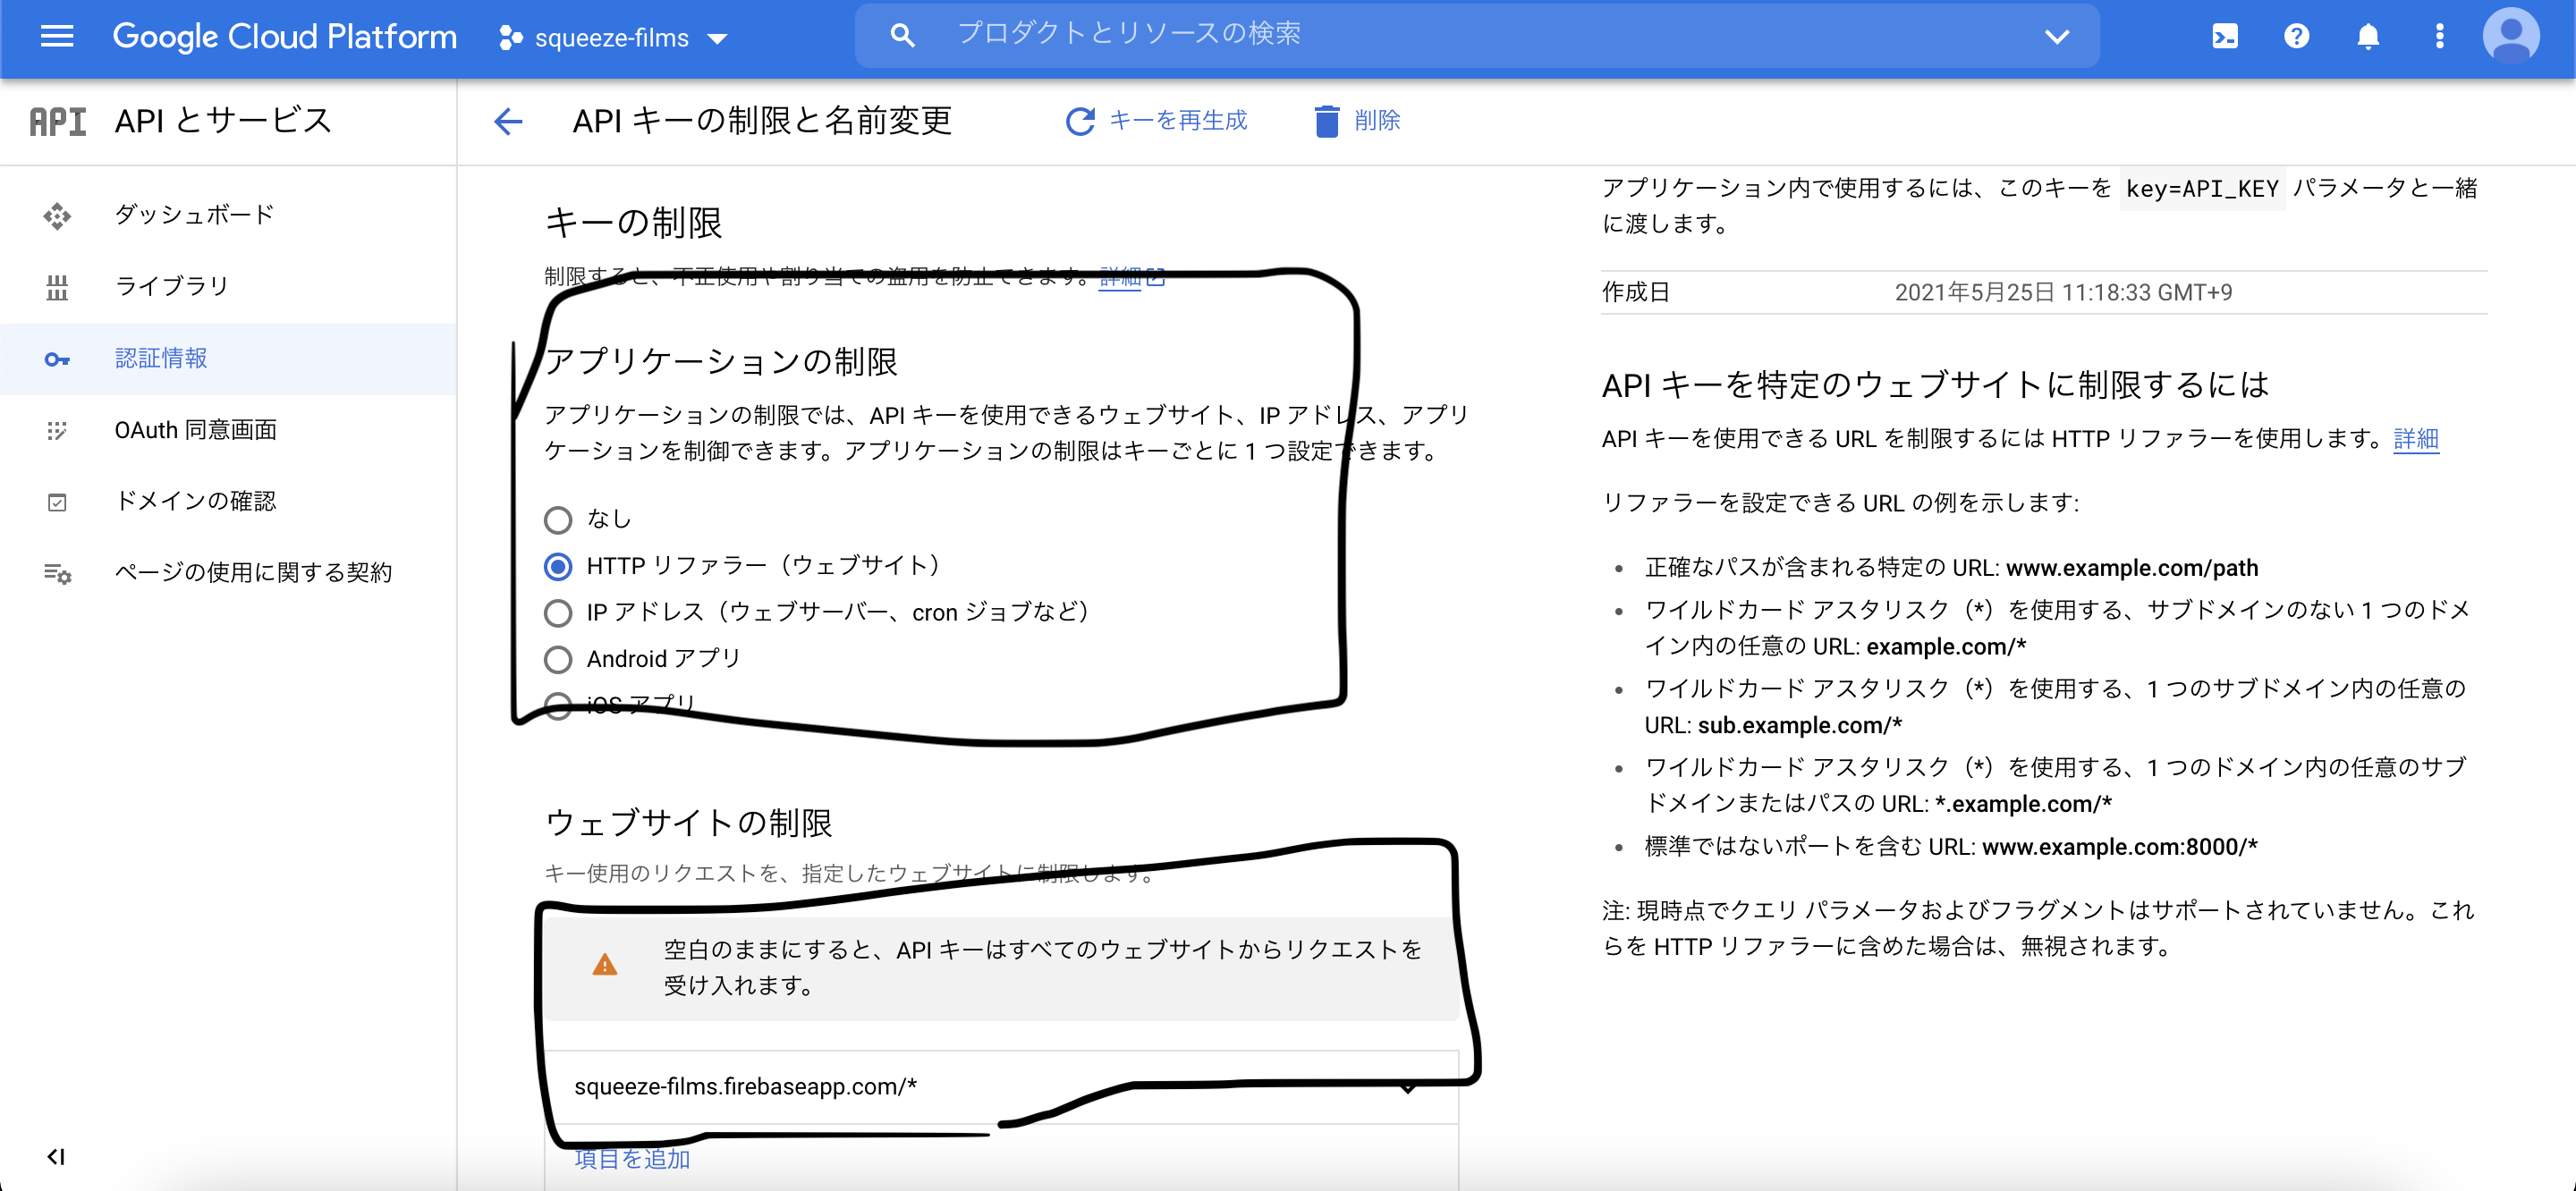 Google Cloud Platform
squeeze-films
プロダクトとリソースの検索
API
API とサービス
API キーの制限と名前変更
キーを再生成
削除
ダッシュボード
ライブラリ
認証情報
OAuth 同意画面
ドメインの確認
ページの使用に関する契約
キーの制限
制限すると、不正使用や割り当ての盗用を防止できます。詳細
アプリケーションの制限
アプリケーションの制限では、API キーを使用できるウェブサイト、IP アドレス、アプリ
ケーションを制御できます。アプリケーションの制限はキーごとに 1 つ設定できます。
なし
HTTP リファラー（ウェブサイト）
IP アドレス（ウェブサーバー、cron ジョブなど）
Android アプリ
iOS アプリ
ウェブサイトの制限
キー使用のリクエストを、指定したウェブサイトに制限します。
空白のままにすると、API キーはすべてのウェブサイトからリクエストを
受け入れます。
squeeze-films.firebaseapp.com/*
項目を追加
アプリケーション内で使用するには、このキーを key=API_KEY パラメータと一緒
に渡します。
作成日 2021年5月25日 11:18:33 GMT+9
API キーを特定のウェブサイトに制限するには
API キーを使用できる URL を制限するには HTTP リファラーを使用します。詳細
リファラーを設定できる URL の例を示します:
• 正確なパスが含まれる特定の URL: www.example.com/path
• ワイルドカード アスタリスク（*）を使用する、サブドメインのない 1 つのドメ
イン内の任意の URL: example.com/*
• ワイルドカード アスタリスク（*）を使用する、1 つのサブドメイン内の任意の
URL: sub.example.com/*
• ワイルドカード アスタリスク（*）を使用する、1 つのドメイン内の任意のサブ
ドメインまたはパスの URL: *.example.com/*
• 標準ではないポートを含む URL: www.example.com:8000/*
注: 現時点でクエリ パラメータおよびフラグメントはサポートされていません。これ
らを HTTP リファラーに含めた場合は、無視されます。